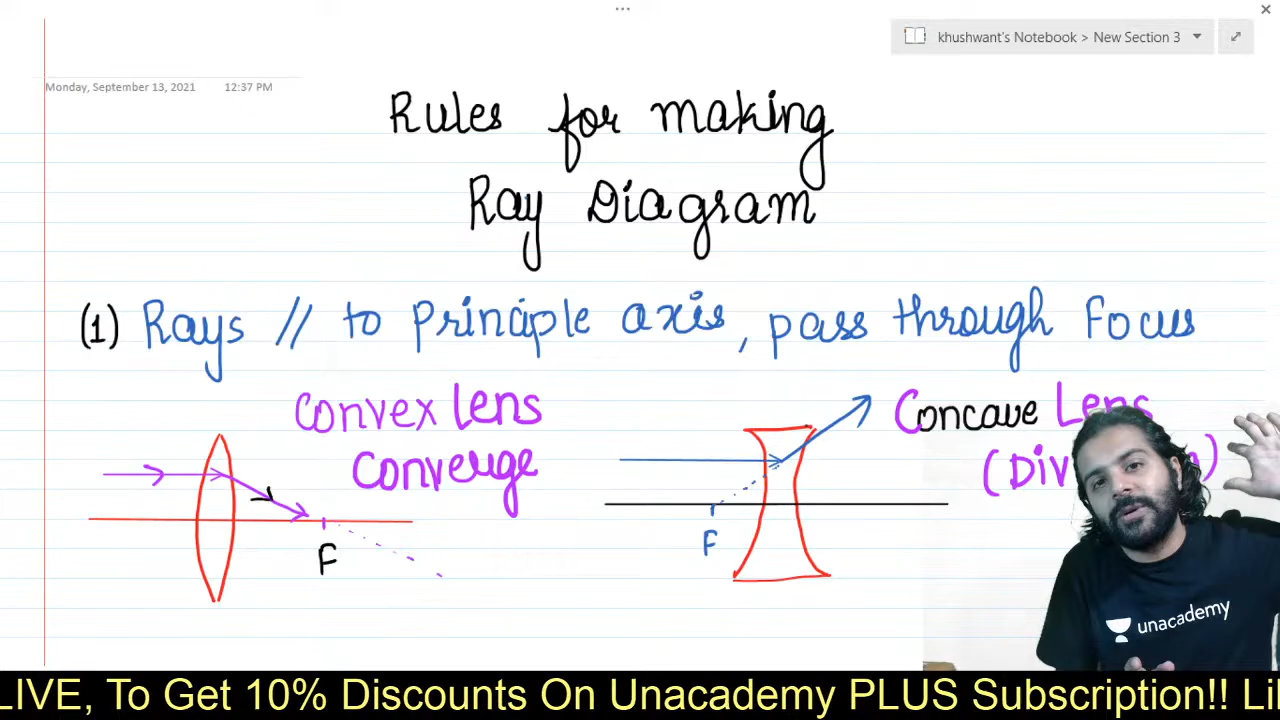 khushwant's Notebook > New Section 3
Monday, September 13, 2021 12:37 PM
Rules for making
Ray Diagram
(1) Rays // to Principle axis, pass through Focus
Convex Lens
Converge
Concave Lens
F
F
unacademy
LIVE, To Get 10% Discounts On Unacademy PLUS Subscription!!